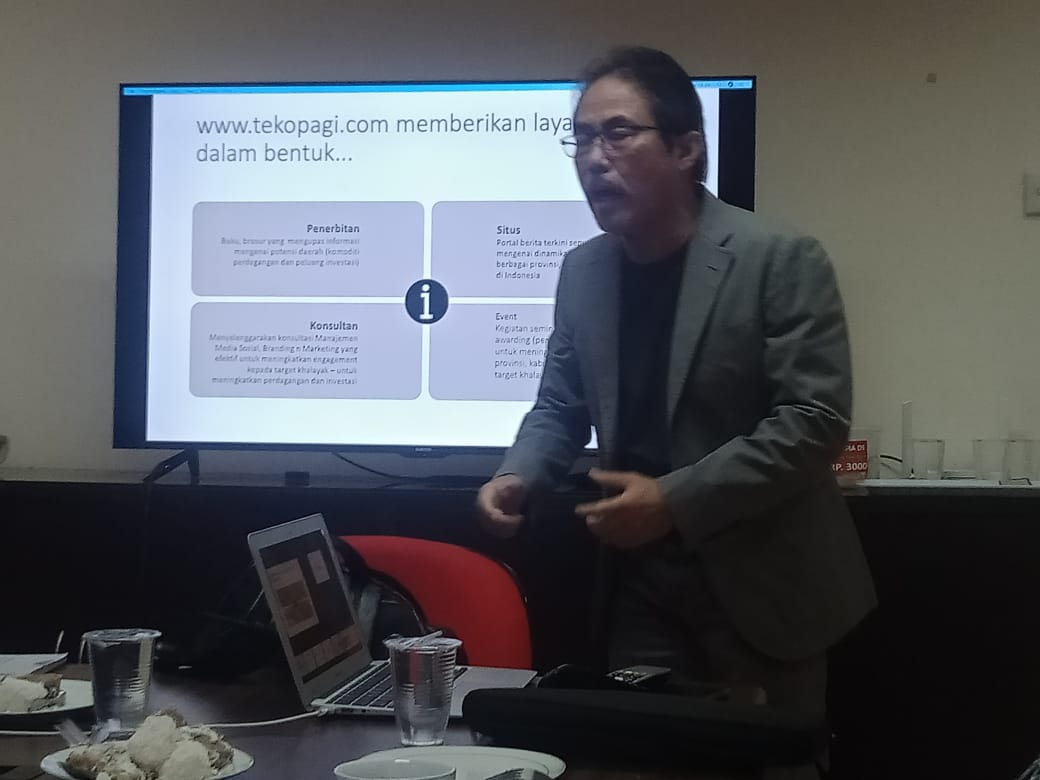 www.tekopagi.com memberikan laya
dalam bentuk...
Penerbitan
Buku, brosur yang mengupas informasi
mengenai potensi daerah (komoditi
perdagangan dan peluang investasi)
Situs
Portal berita terkini sepu
mengenai dinamika
berbagai provinsi,
di Indonesia
i
Konsultan
Menyelenggarakan konsultasi Manajemen
Media Sosial, Branding n Marketing yang
efektif untuk meningkatkan engagement
kepada target khalayak – untuk
meningkatkan perdagangan dan investasi
Event
Kegiatan semin
awarding (pen
untuk mening
provinsi, kab
target khala
RP. 3000